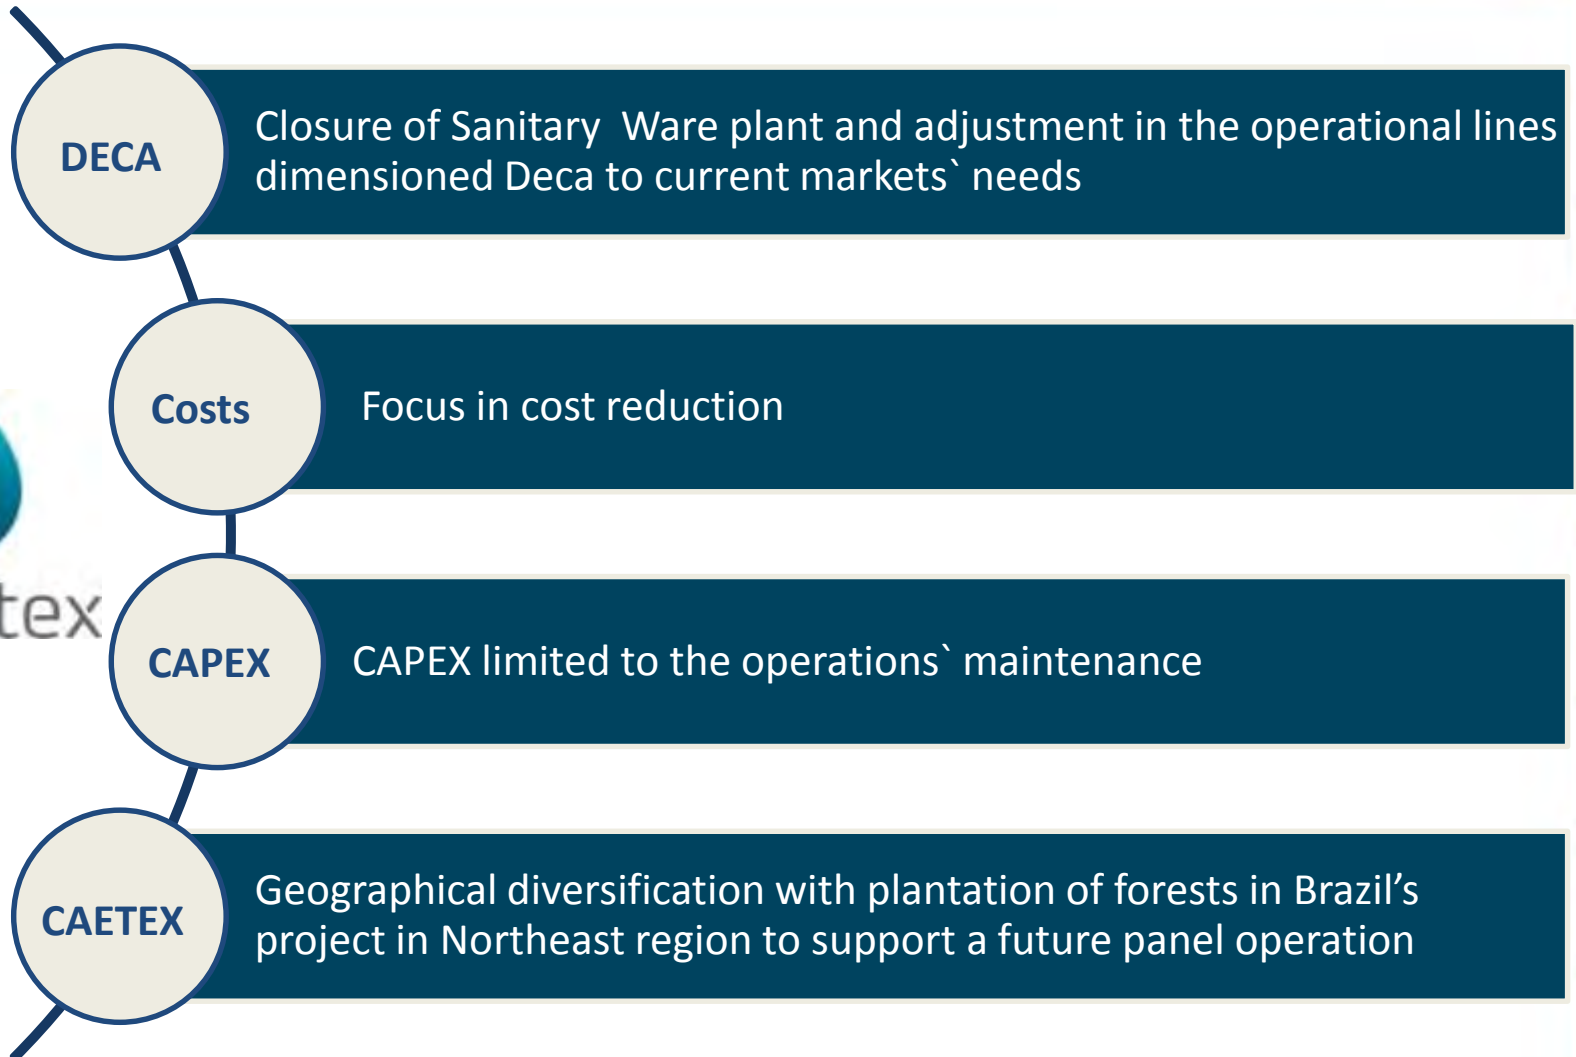 DECA
Closure of Sanitary  Ware plant and adjustment in the operational lines
dimensioned Deca to current markets` needs
Costs
Focus in cost reduction
tex
CAPEX
CAPEX limited to the operations` maintenance
CAETEX
Geographical diversification with plantation of forests in Brazil’s
project in Northeast region to support a future panel operation